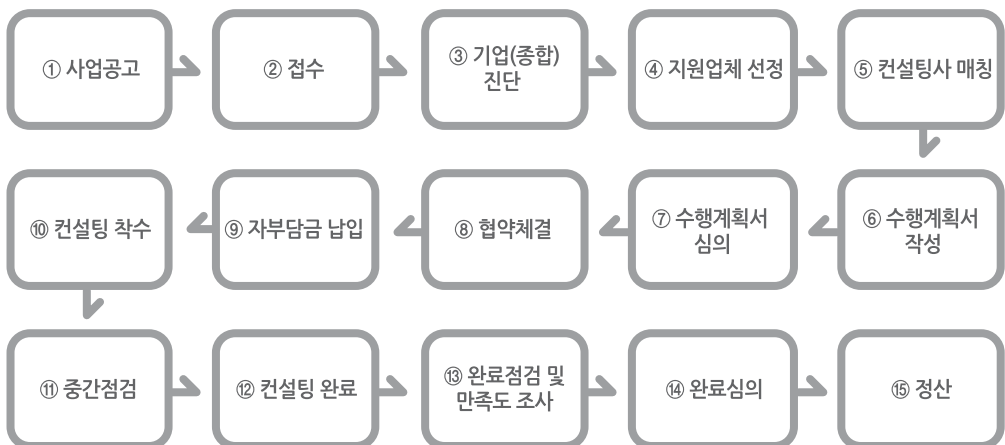 ① 사업공고
② 접수
③ 기업(종합)
진단
④ 지원업체 선정
⑤ 컨설팅사 매칭
⑥ 수행계획서
작성
⑦ 수행계획서
심의
⑧ 협약체결
⑨ 자부담금 납입
⑩ 컨설팅 착수
⑪ 중간점검
⑫ 컨설팅 완료
⑬ 완료점검 및
만족도 조사
⑭ 완료심의
⑮ 정산